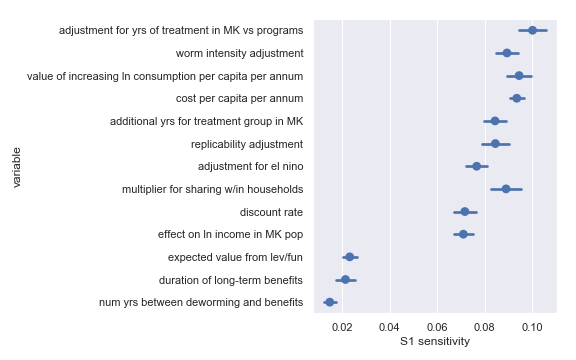 adjustment for yrs of treatment in MK vs programs
worm intensity adjustment
value of increasing ln consumption per capita per annum
cost per capita per annum
additional yrs for treatment group in MK
replicability adjustment
adjustment for el nino
multiplier for sharing w/in households
discount rate
effect on ln income in MK pop
expected value from lev/fun
duration of long-term benefits
num yrs between deworming and benefits
variable
0.02 0.04 0.06 0.08 0.10
S1 sensitivity